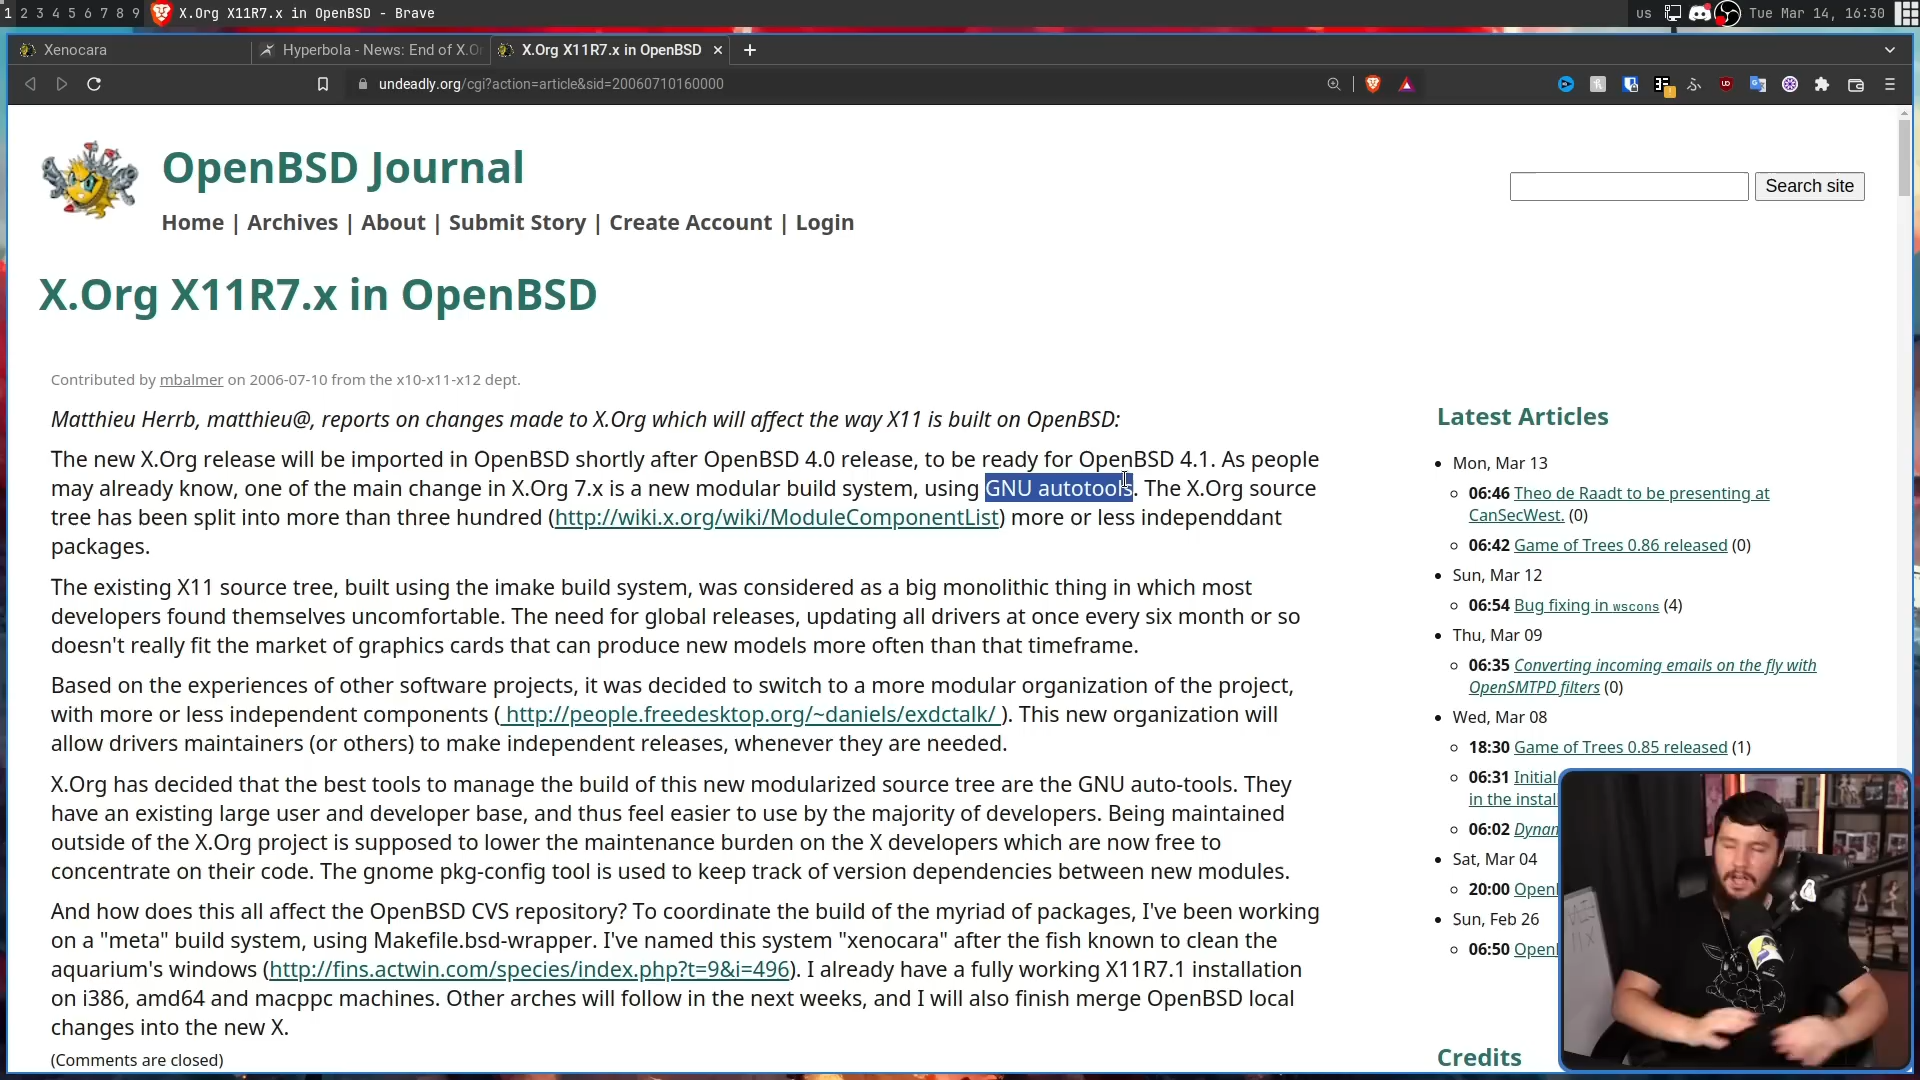 1 2 3 4 5 6 7 8 9 X.Org X11R7.x in OpenBSD - Brave us Tue Mar 14, 16:30
Xenocara Hyperbola - News: End of X.Or X.Org X11R7.x in OpenBSD
undeadly.org/cgi?action=article&sid=20060710160000
OpenBSD Journal
Search site
Home | Archives | About | Submit Story | Create Account | Login
X.Org X11R7.x in OpenBSD
Contributed by mbalmer on 2006-07-10 from the x10-x11-x12 dept.
Matthieu Herrb, matthieu@, reports on changes made to X.Org which will affect the way X11 is built on OpenBSD:
The new X.Org release will be imported in OpenBSD shortly after OpenBSD 4.0 release, to be ready for OpenBSD 4.1. As people
may already know, one of the main change in X.Org 7.x is a new modular build system, using GNU autotools. The X.Org source
tree has been split into more than three hundred (http://wiki.x.org/wiki/ModuleComponentList) more or less independdant
packages.
The existing X11 source tree, built using the imake build system, was considered as a big monolithic thing in which most
developers found themselves uncomfortable. The need for global releases, updating all drivers at once every six month or so
doesn't really fit the market of graphics cards that can produce new models more often than that timeframe.
Based on the experiences of other software projects, it was decided to switch to a more modular organization of the project,
with more or less independent components ( http://people.freedesktop.org/~daniels/exdctalk/ ). This new organization will
allow drivers maintainers (or others) to make independent releases, whenever they are needed.
X.Org has decided that the best tools to manage the build of this new modularized source tree are the GNU auto-tools. They
have an existing large user and developer base, and thus feel easier to use by the majority of developers. Being maintained
outside of the X.Org project is supposed to lower the maintenance burden on the X developers which are now free to
concentrate on their code. The gnome pkg-config tool is used to keep track of version dependencies between new modules.
And how does this all affect the OpenBSD CVS repository? To coordinate the build of the myriad of packages, I've been working
on a "meta" build system, using Makefile.bsd-wrapper. I've named this system "xenocara" after the fish known to clean the
aquarium's windows (http://fins.actwin.com/species/index.php?t=9&i=496). I already have a fully working X11R7.1 installation
on i386, amd64 and macppc machines. Other arches will follow in the next weeks, and I will also finish merge OpenBSD local
changes into the new X.
(Comments are closed)
Latest Articles
Mon, Mar 13
06:46 Theo de Raadt to be presenting at
CanSecWest. (0)
06:42 Game of Trees 0.86 released (0)
Sun, Mar 12
06:54 Bug fixing in wscons (4)
Thu, Mar 09
06:35 Converting incoming emails on the fly with
OpenSMTPD filters (0)
Wed, Mar 08
18:30 Game of Trees 0.85 released (1)
06:31 Initial
in the instal
06:02 Dynam
Sat, Mar 04
20:00 Open
Sun, Feb 26
06:50 Open
Credits